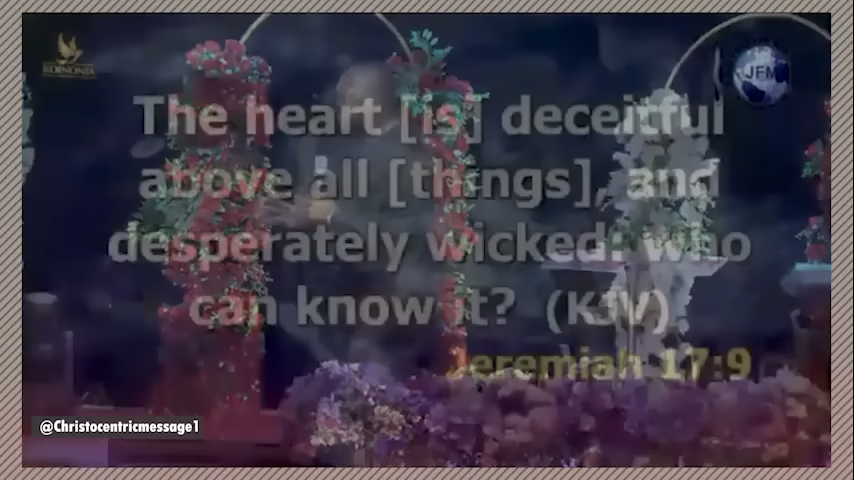 KOINONIA
JFM
The heart [is] deceitful
above all [things], and
desperately wicked: who
can know it? (KJV)
Jeremiah 17:9
@Christocentricmessage1